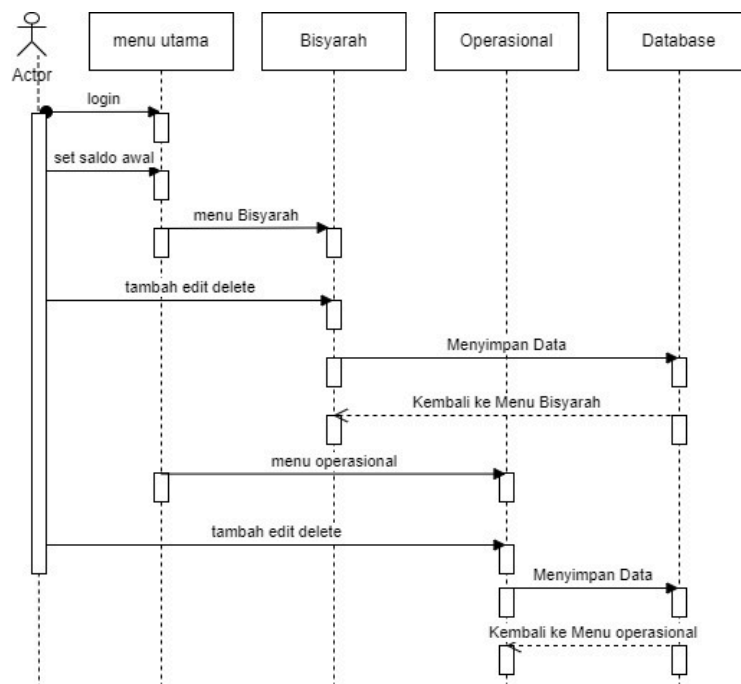 menu utama
Bisyarah
Operasional
Database
Actor
login
set saldo awal
menu Bisyarah
tambah edit delete
Menyimpan Data
Kembali ke Menu Bisyarah
menu operasional
tambah edit delete
Menyimpan Data
Kembali ke Menu operasional